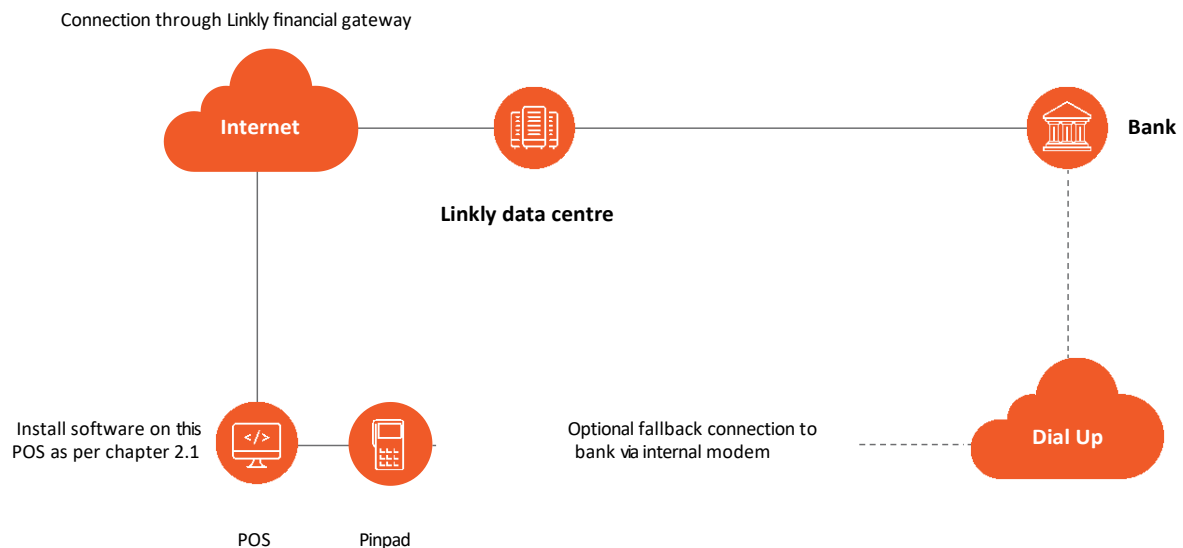 Connection through Linkly financial gateway
Internet
Bank
Linkly data centre
Install software on this
POS as per chapter 2.1
</>
Optional fallback connection to
bank via internal modem
Dial Up
POS
Pinpad